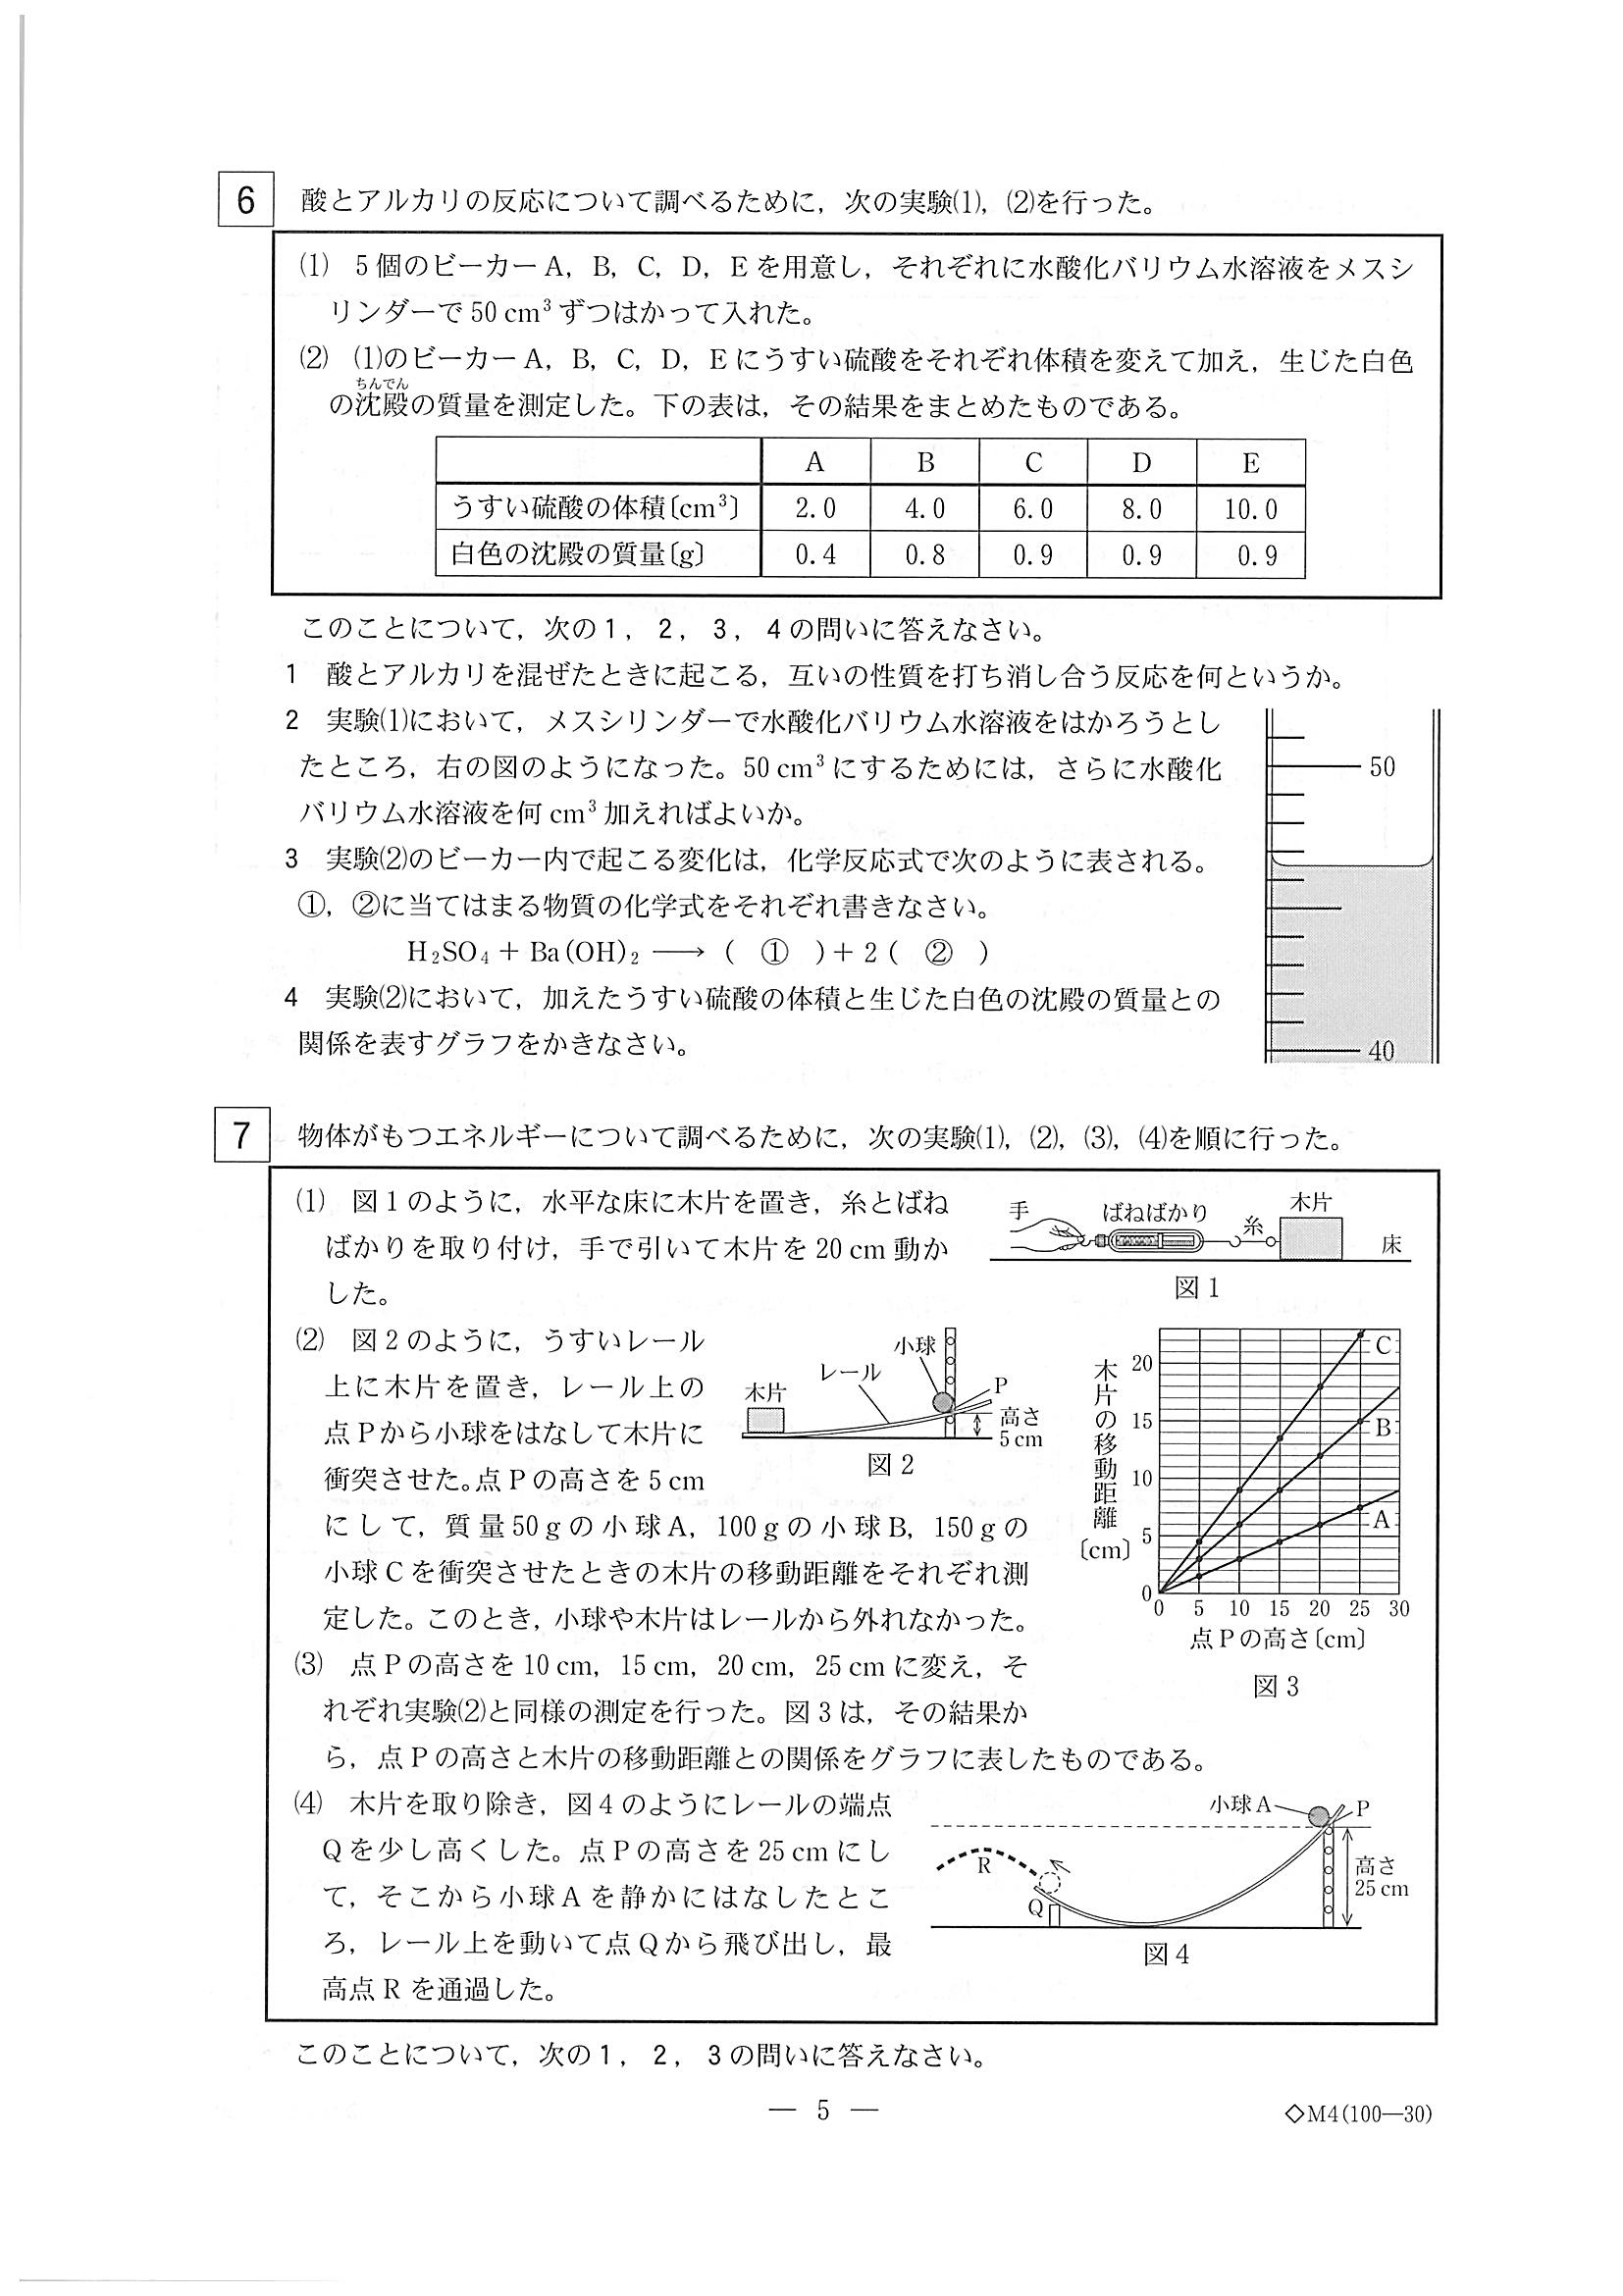 6 酸とアルカリの反応について調べるために，次の実験⑴，⑵を行った。
⑴ 5個のビーカーA，B，C，D，Eを用意し，それぞれに水酸化バリウム水溶液をメスシ
リンダーで50 cm³ずつはかって入れた。
⑵ ⑴のビーカーA，B，C，D，Eにうすい硫酸をそれぞれ体積を変えて加え，生じた白色
ちんでん
の沈殿の質量を測定した。下の表は，その結果をまとめたものである。
A B C D E
うすい硫酸の体積〔cm³〕 2.0 4.0 6.0 8.0 10.0
白色の沈殿の質量〔g〕 0.4 0.8 0.9 0.9 0.9
このことについて，次の1，2，3，4の問いに答えなさい。
1 酸とアルカリを混ぜたときに起こる，互いの性質を打ち消し合う反応を何というか。
2 実験⑴において，メスシリンダーで水酸化バリウム水溶液をはかろうとし
たところ，右の図のようになった。50 cm³にするためには，さらに水酸化
バリウム水溶液を何cm³加えればよいか。
3 実験⑵のビーカー内で起こる変化は，化学反応式で次のように表される。
①，②に当てはまる物質の化学式をそれぞれ書きなさい。
H₂SO₄ + Ba(OH)₂ ⟶ ( ① ) + 2 ( ② )
4 実験⑵において，加えたうすい硫酸の体積と生じた白色の沈殿の質量との
関係を表すグラフをかきなさい。
50
40
7 物体がもつエネルギーについて調べるために，次の実験⑴，⑵，⑶，⑷を順に行った。
⑴ 図1のように，水平な床に木片を置き，糸とばね
ばかりを取り付け，手で引いて木片を20 cm動か
した。
手 ばねばかり 糸 木片 床
図1
⑵ 図2のように，うすいレール
上に木片を置き，レール上の
点Pから小球をはなして木片に
衝突させた。点Pの高さを5 cm
にして，質量50 gの小球A，100 gの小球B，150 gの
小球Cを衝突させたときの木片の移動距離をそれぞれ測
定した。このとき，小球や木片はレールから外れなかった。
小球
レール
木片
P
高さ
5 cm
図2
木片の移動距離
〔cm〕
20
15
10
5
0
C
B
A
0 5 10 15 20 25 30
点Pの高さ〔cm〕
図3
⑶ 点Pの高さを10 cm，15 cm，20 cm，25 cmに変え，そ
れぞれ実験⑵と同様の測定を行った。図3は，その結果か
ら，点Pの高さと木片の移動距離との関係をグラフに表したものである。
⑷ 木片を取り除き，図4のようにレールの端点
Qを少し高くした。点Pの高さを25 cmにし
て，そこから小球Aを静かにはなしたとこ
ろ，レール上を動いて点Qから飛び出し，最
高点Rを通過した。
小球A
P
R
Q
高さ
25 cm
図4
このことについて，次の1，2，3の問いに答えなさい。
— 5 —
◇M4(100—30)